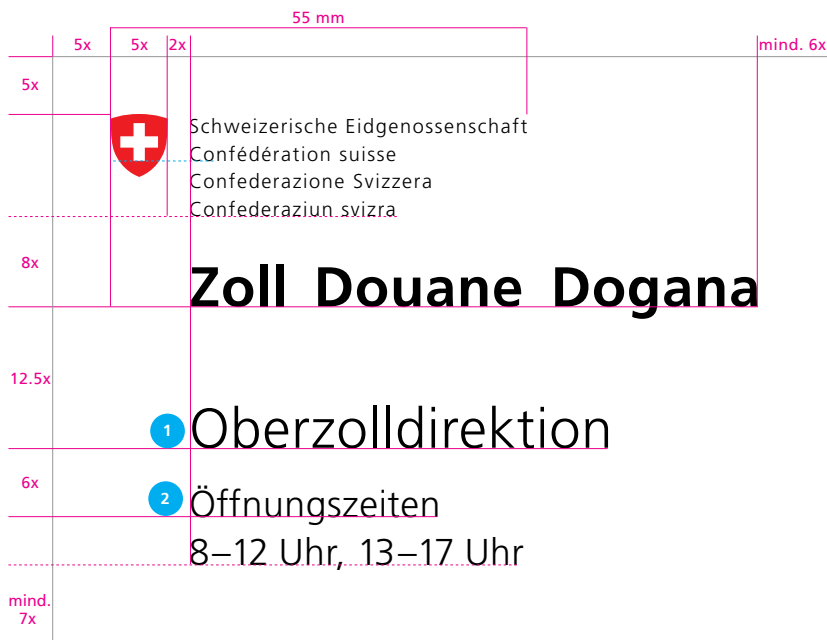 55 mm
5x 5x 2x mind. 6x
5x
Schweizerische Eidgenossenschaft
Confédération suisse
Confederazione Svizzera
Confederaziun svizra
8x
Zoll Douane Dogana
12.5x
1 Oberzolldirektion
6x
2 Öffnungszeiten
8–12 Uhr, 13–17 Uhr
mind.
7x